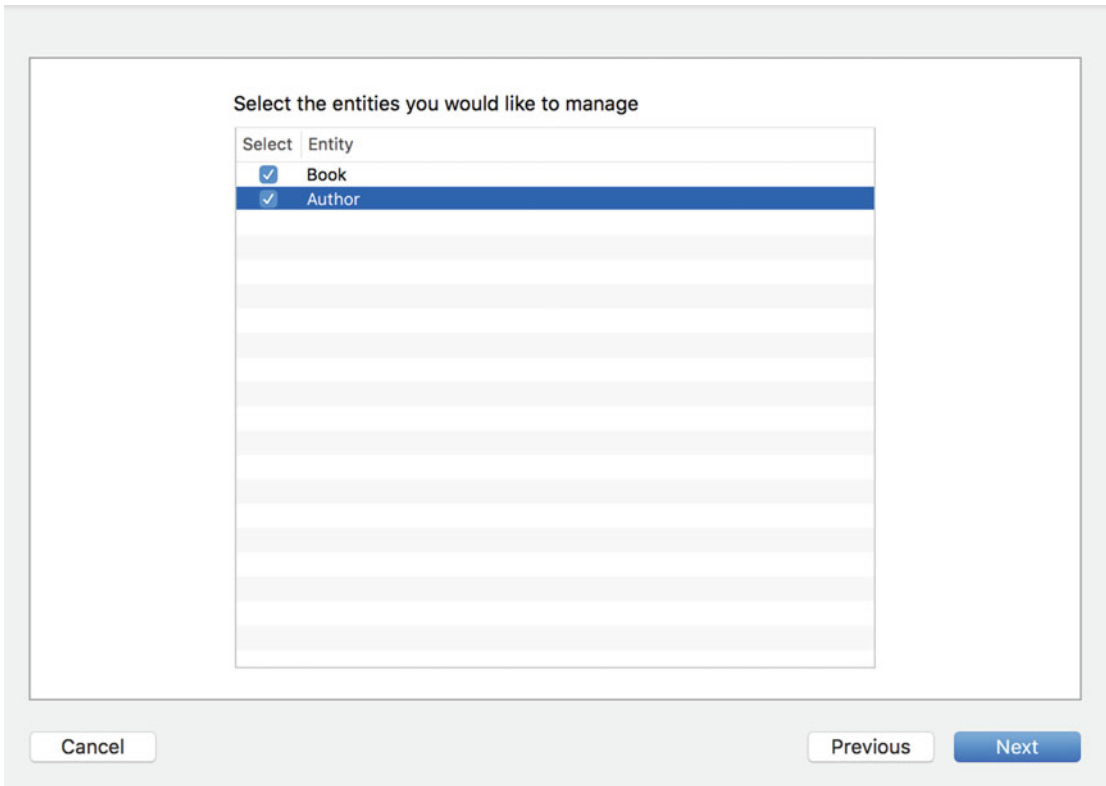 Select the entities you would like to manage
Select Entity
Book
Author
Cancel Previous Next